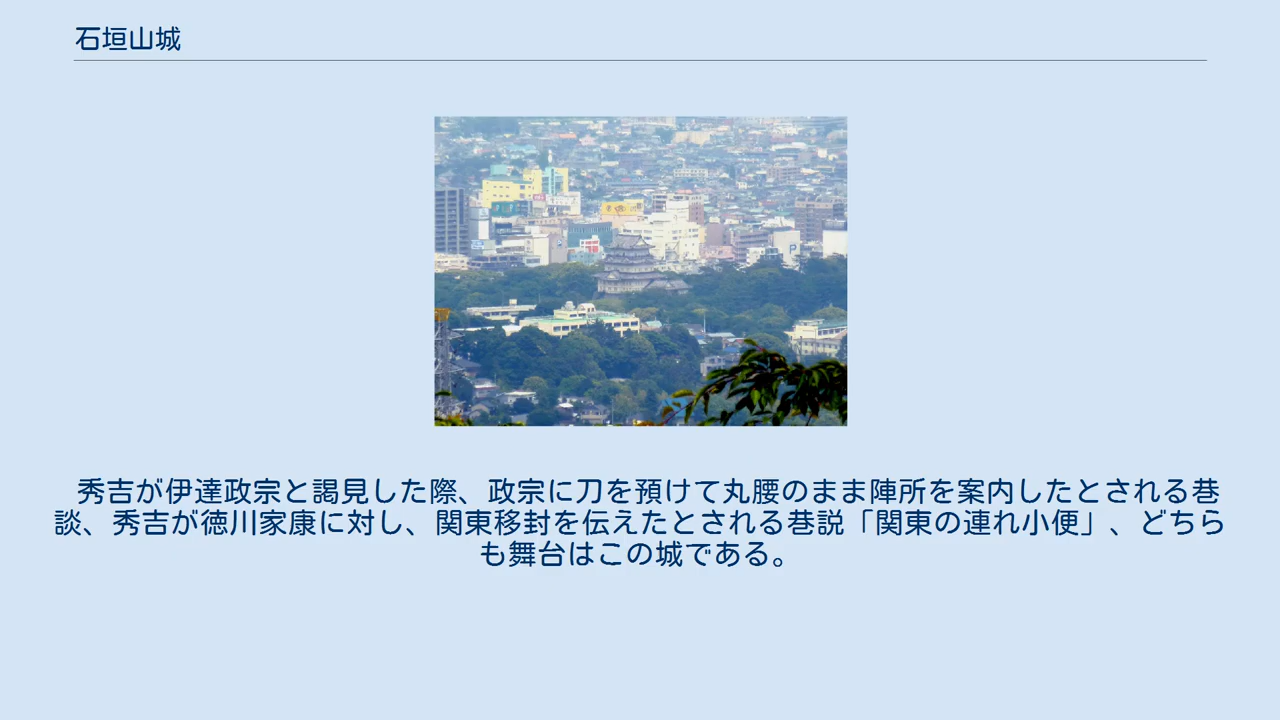 石垣山城
秀吉が伊達政宗と謁見した際、政宗に刀を預けて丸腰のまま陣所を案内したとされる巷
談、秀吉が徳川家康に対し、関東移封を伝えたとされる巷説「関東の連れ小便」、どちら
も舞台はこの城である。